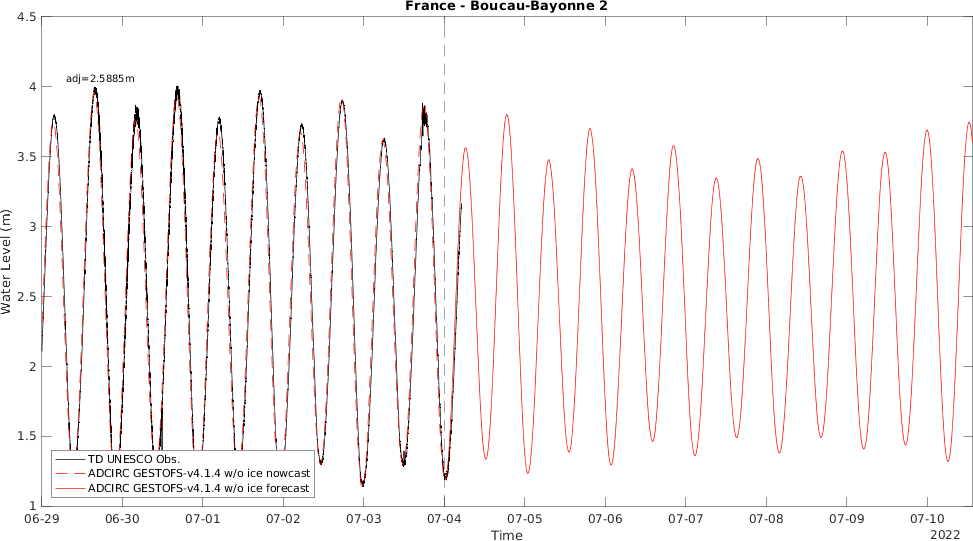 France - Boucau-Bayonne 2
4.5
4
3.5
3
2.5
2
1.5
1
Water Level (m)
adj=2.5885m
TD UNESCO Obs.
ADCIRC GESTOFS-v4.1.4 w/o ice nowcast
ADCIRC GESTOFS-v4.1.4 w/o ice forecast
06-29 06-30 07-01 07-02 07-03 07-04 07-05 07-06 07-07 07-08 07-09 07-10
Time
2022